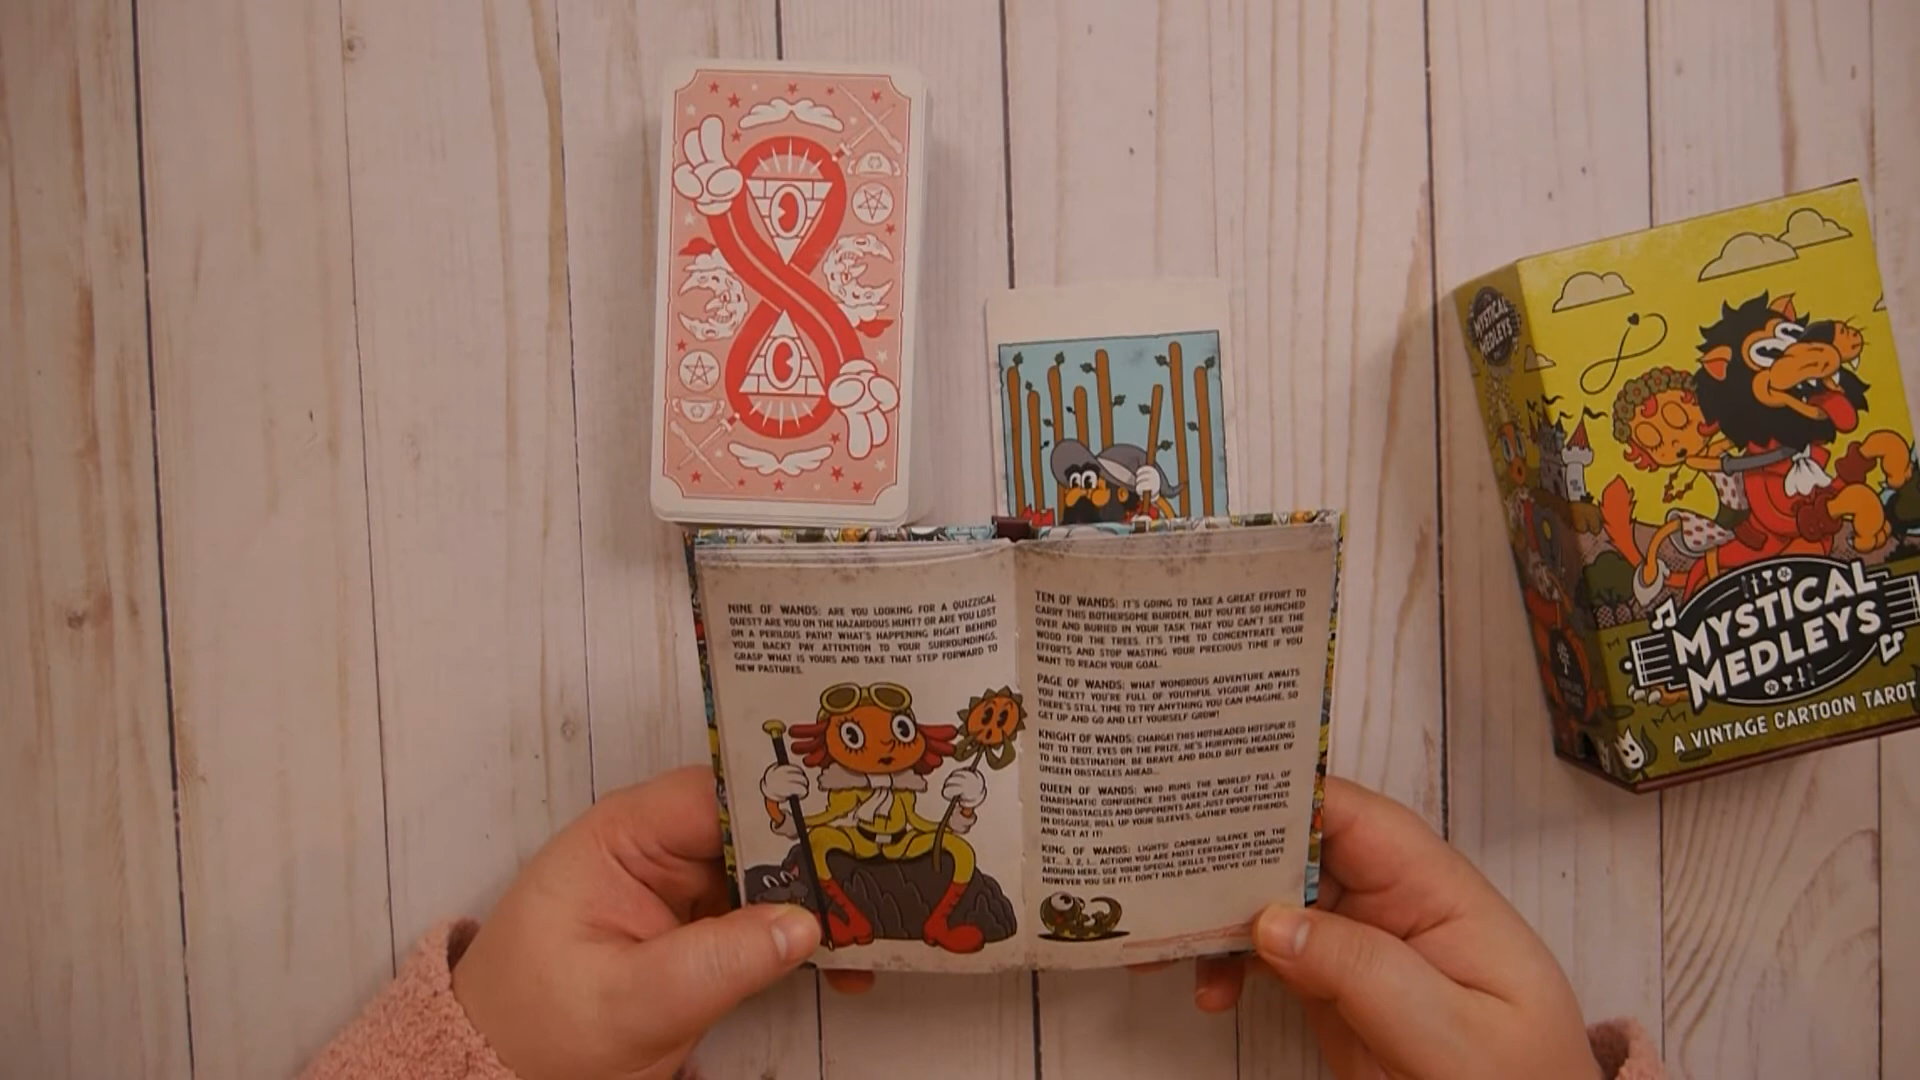 NINE OF WANDS: ARE YOU LOOKING FOR A QUIZZICAL
QUEST? ARE YOU ON THE HAZARDOUS HUNT? OR ARE YOU LOST
ON A PERILOUS PATH? WHAT'S HAPPENING RIGHT BEHIND
YOUR BACK? PAY ATTENTION TO YOUR SURROUNDINGS,
GRASP WHAT IS YOURS AND TAKE THAT STEP FORWARD TO
NEW PASTURES.
TEN OF WANDS: IT'S GOING TO TAKE A GREAT EFFORT TO
CARRY THIS BOTHERSOME BURDEN, BUT YOU'RE SO HUNCHED
OVER AND BURIED IN YOUR TASK THAT YOU CAN'T SEE THE
WOOD FOR THE TREES. IT'S TIME TO CONCENTRATE YOUR
EFFORTS AND STOP WASTING YOUR PRECIOUS TIME IF YOU
WANT TO REACH YOUR GOAL.
PAGE OF WANDS: WHAT WONDROUS ADVENTURE AWAITS
YOU NEXT? YOU'RE FULL OF YOUTHFUL VIGOUR AND FIRE.
THERE'S STILL TIME TO TRY ANYTHING YOU CAN IMAGINE, SO
GET UP AND GO AND LET YOURSELF GROW!
KNIGHT OF WANDS: CHARGE! THIS HOTHEADED HOTSPUR IS
HOT TO TROT. EYES ON THE PRIZE, HE'S HURRYING HEADLONG
TO HIS DESTINATION. BE BRAVE AND BOLD BUT BEWARE OF
UNSEEN OBSTACLES AHEAD...
QUEEN OF WANDS: WHO RUNS THE WORLD? FULL OF
CHARISMATIC CONFIDENCE THIS QUEEN CAN GET THE JOB
DONE! OBSTACLES AND OPPONENTS ARE JUST OPPORTUNITIES
IN DISGUISE. ROLL UP YOUR SLEEVES, GATHER YOUR FRIENDS,
AND GET AT IT!
KING OF WANDS: LIGHTS! CAMERA! SILENCE ON THE
SET... 3, 2, 1... ACTION! YOU ARE MOST CERTAINLY IN CHARGE
AROUND HERE. USE YOUR SPECIAL SKILLS TO DIRECT THE DAYS
HOWEVER YOU SEE FIT. DON'T HOLD BACK, YOU'VE GOT THIS!
MYSTICAL
MEDLEYS
MYSTICAL
MEDLEYS
A VINTAGE CARTOON TAROT